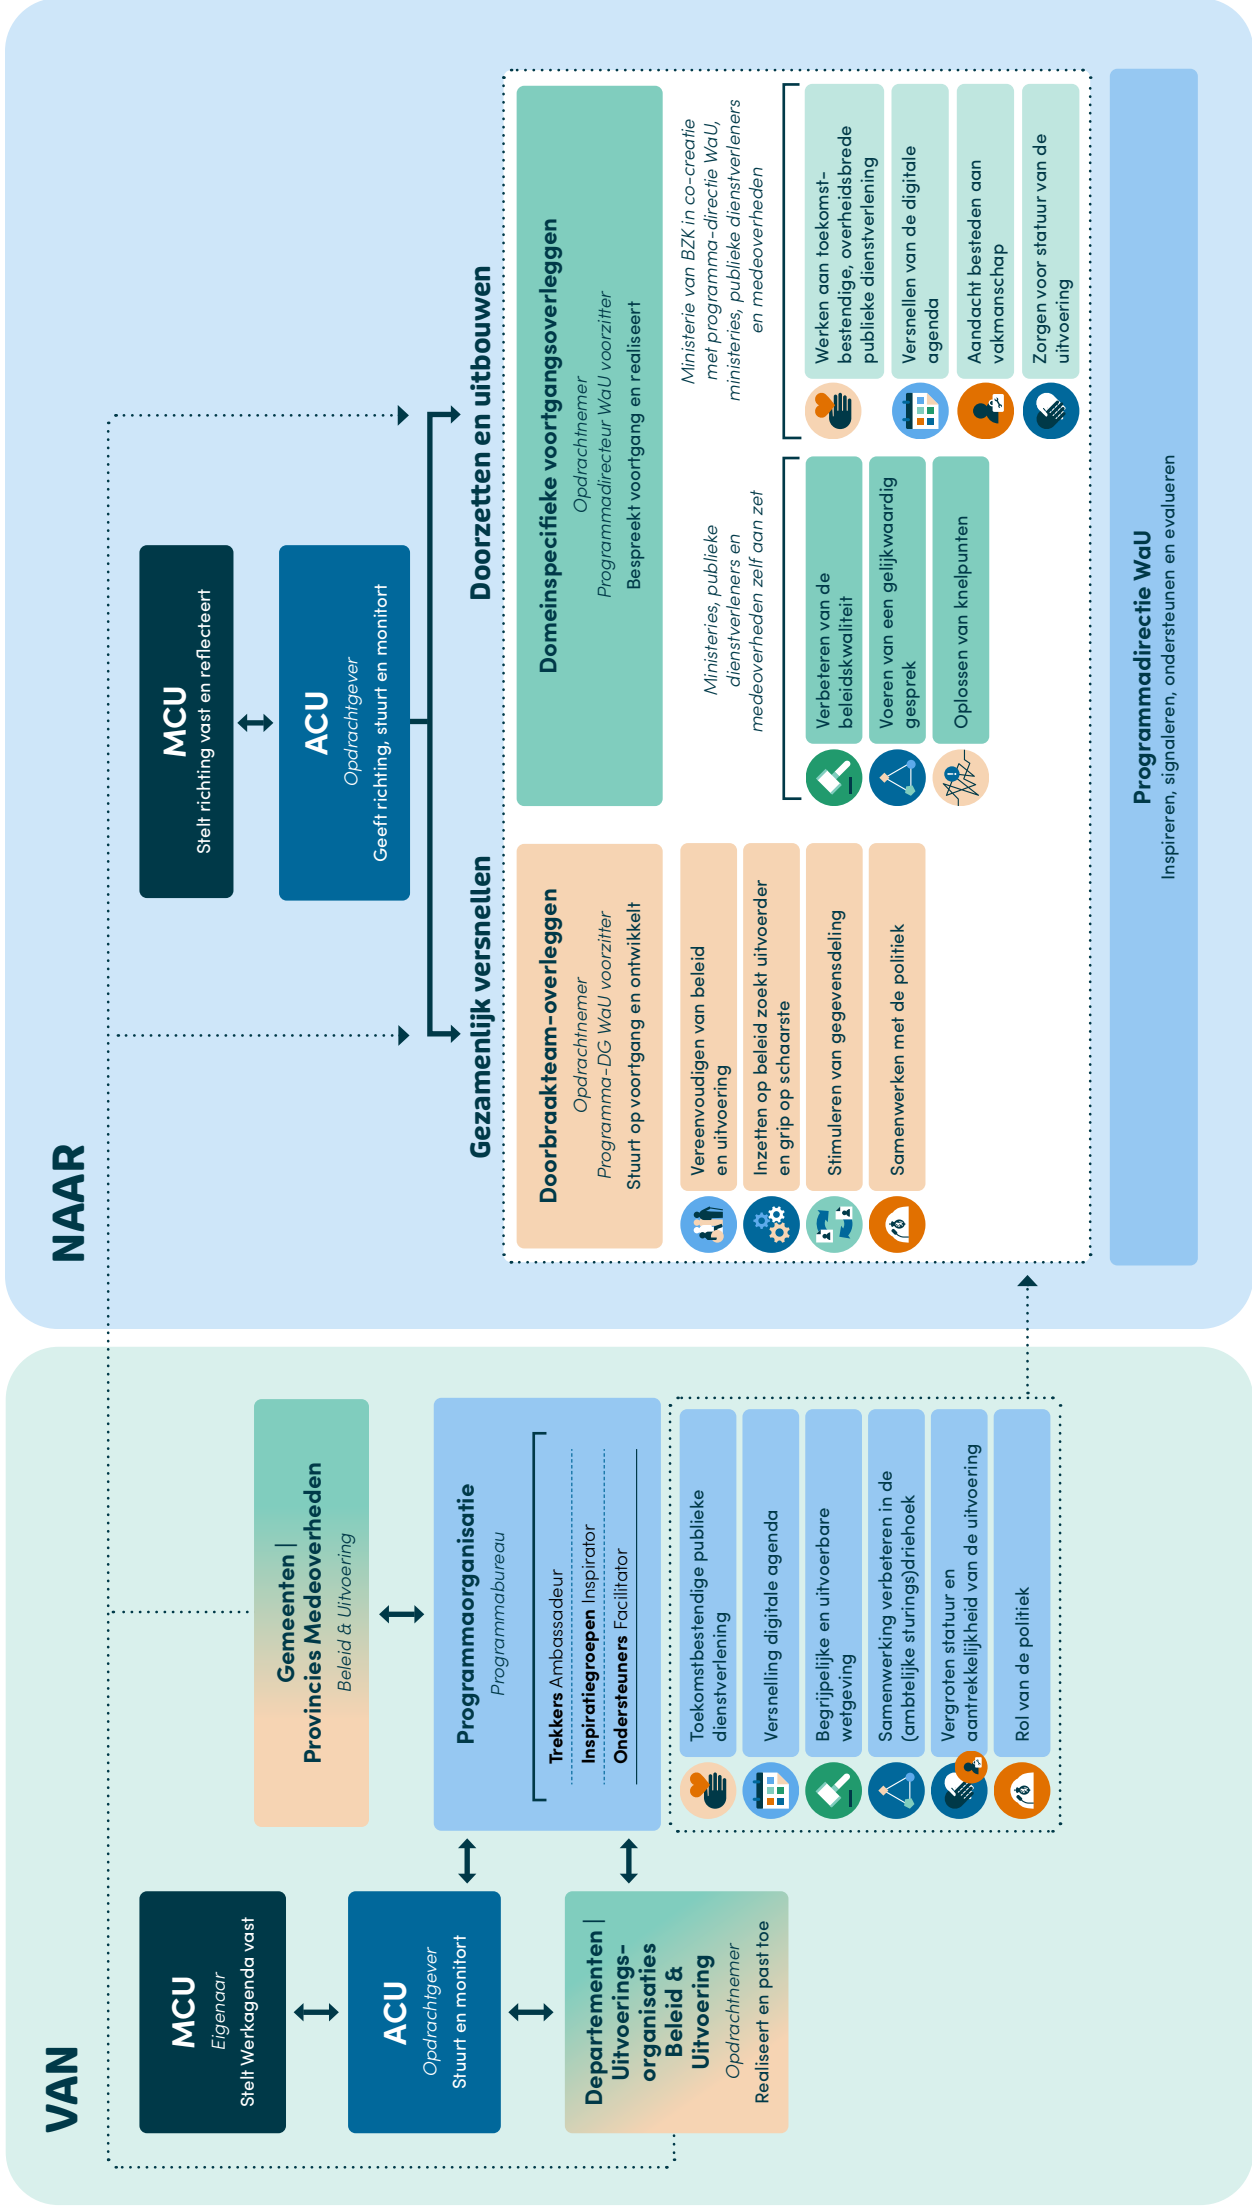 VAN
MCU
Eigenaar
Stelt Werkagenda vast
ACU
Opdrachtgever
Stuurt en monitort
Departementen |
Uitvoerings-
organisaties
Beleid &
Uitvoering
Opdrachtnemer
Realiseert en past toe
Gemeenten |
Provincies Medeoverheden
Beleid & Uitvoering
Programmaorganisatie
Programmabureau
Trekkers Ambassadeur
Inspiratiegroepen Inspirator
Ondersteuners Facilitator
Toekomstbestendige publieke
dienstverlening
Versnelling digitale agenda
Begrijpelijke en uitvoerbare
wetgeving
Samenwerking verbeteren in de
(ambtelijke sturings)driehoek
Vergroten statuur en
aantrekkelijkheid van de uitvoering
Rol van de politiek
NAAR
MCU
Stelt richting vast en reflecteert
ACU
Opdrachtgever
Geeft richting, stuurt en monitort
Gezamenlijk versnellen
Doorbraakteam-overleggen
Opdrachtnemer
Programma-DG WaU voorzitter
Stuurt op voortgang en ontwikkelt
Vereenvoudigen van beleid
en uitvoering
Inzetten op beleid zoekt uitvoerder
en grip op schaarste
Stimuleren van gegevensdeling
Samenwerken met de politiek
Doorzetten en uitbouwen
Domeinspecifieke voortgangsoverleggen
Opdrachtnemer
Programmadirecteur WaU voorzitter
Bespreekt voortgang en realiseert
Ministeries, publieke
dienstverleners en
medeoverheden zelf aan zet
Verbeteren van de
beleidskwaliteit
Voeren van een gelijkwaardig
gesprek
Oplossen van knelpunten
Ministerie van BZK in co-creatie
met programma-directie WaU,
ministeries, publieke dienstverleners
en medeoverheden
Werken aan toekomst-
bestendige, overheidsbrede
publieke dienstverlening
Versnellen van de digitale
agenda
Aandacht besteden aan
vakmanschap
Zorgen voor statuur van de
uitvoering
Programmadirectie WaU
Inspireren, signaleren, ondersteunen en evalueren